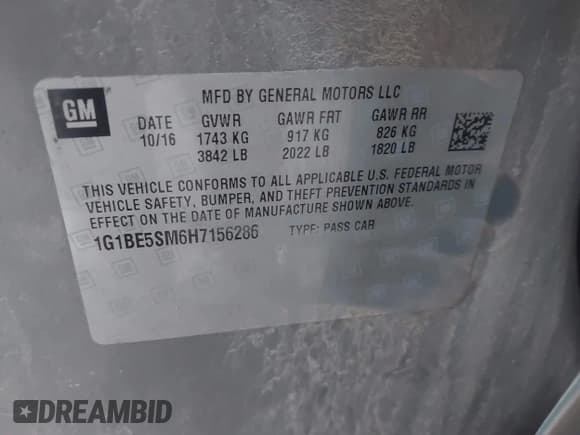 GM
MFD BY GENERAL MOTORS LLC
DATE GVWR GAWR FRT GAWR RR
10/16 1743 KG 917 KG 826 KG
3842 LB 2022 LB 1820 LB
THIS VEHICLE CONFORMS TO ALL APPLICABLE U.S. FEDERAL MOTOR
VEHICLE SAFETY, BUMPER, AND THEFT PREVENTION STANDARDS IN
EFFECT ON THE DATE OF MANUFACTURE SHOWN ABOVE.
1G1BE5SM6H7156286 TYPE: PASS CAR
DREAMBID